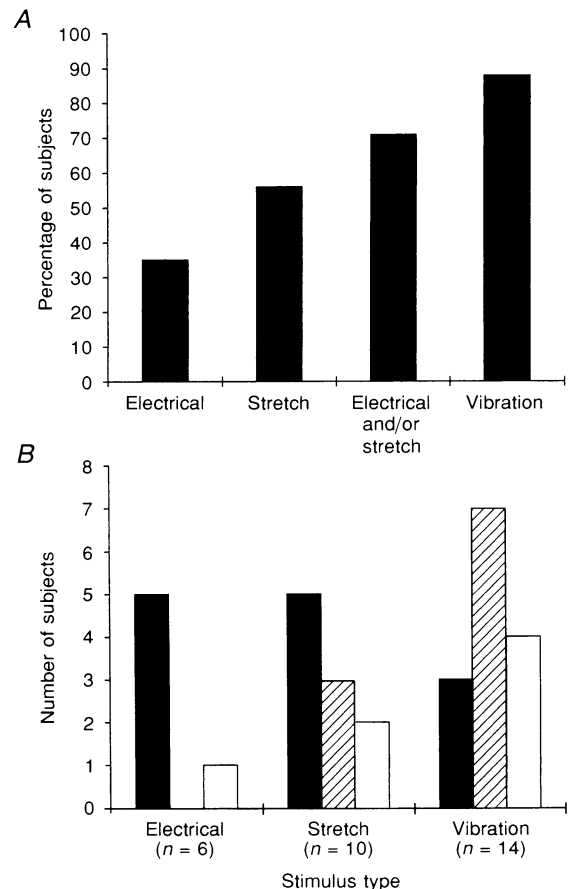 A
100
90
80
70
60
50
40
30
20
10
0
Percentage of subjects
Electrical
Stretch
Electrical
and/or
stretch
Vibration
B
8
7
6
5
4
3
2
1
0
Number of subjects
Electrical
(n = 6)
Stretch
(n = 10)
Vibration
(n = 14)
Stimulus type